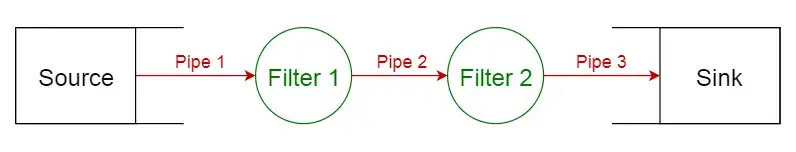 Source
Pipe 1
Filter 1
Pipe 2
Filter 2
Pipe 3
Sink